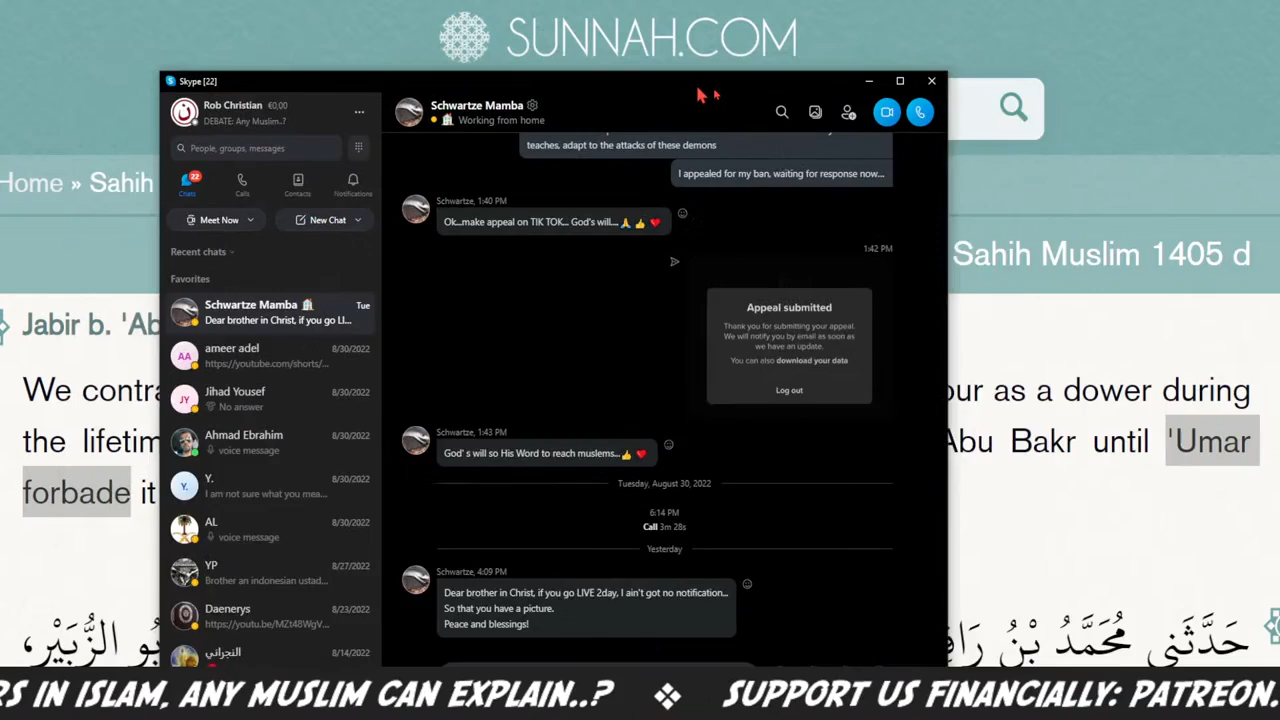 SUNNAH.COM
Skype [22]
Rob Christian €0,00
DEBATE: Any Muslim..?
People, groups, messages
22
Chats
Calls
Contacts
Notifications
Meet Now
New Chat
Recent chats
Favorites
Schwartze Mamba Tue
Dear brother in Christ, if you go LI...
AA
ameer adel 8/30/2022
https://youtube.com/shorts/...
JY
Jihad Yousef 8/30/2022
No answer
Ahmad Ebrahim 8/30/2022
voice message
Y.
Y. 8/30/2022
I am not sure what you mea...
AL 8/30/2022
voice message
YP 8/27/2022
Brother an indonesian ustad...
Daenerys 8/23/2022
https://youtu.be/MZt48WgV...
النجراني 8/14/2022
Schwartze Mamba
Working from home
teaches, adapt to the attacks of these demons
I appealed for my ban, waiting for response now...
Schwartze, 1:40 PM
Ok...make appeal on TIK TOK... God's will.... 🙏 👍 ❤️
1:42 PM
Appeal submitted
Thank you for submitting your appeal.
We will notify you by email as soon as
we have an update.
You can also download your data
Log out
Schwartze, 1:43 PM
God' s will so His Word to reach muslems...👍 ❤️
Tuesday, August 30, 2022
6:14 PM
Call 3m 28s
Yesterday
Schwartze, 4:09 PM
Dear brother in Christ, if you go LIVE 2day, I ain't got no notification...
So that you have a picture.
Peace and blessings!
Home » Sahih
Sahih Muslim 1405 d
Jabir b. 'Ab
We contra our as a dower during
the lifetim Abu Bakr until 'Umar
forbade it
حَدَّثَنِي مُحَمَّدُ بْنُ رَافِ بُو الزُّبَيْرِ،
RS IN ISLAM, ANY MUSLIM CAN EXPLAIN..? ❖ SUPPORT US FINANCIALLY: PATREON.